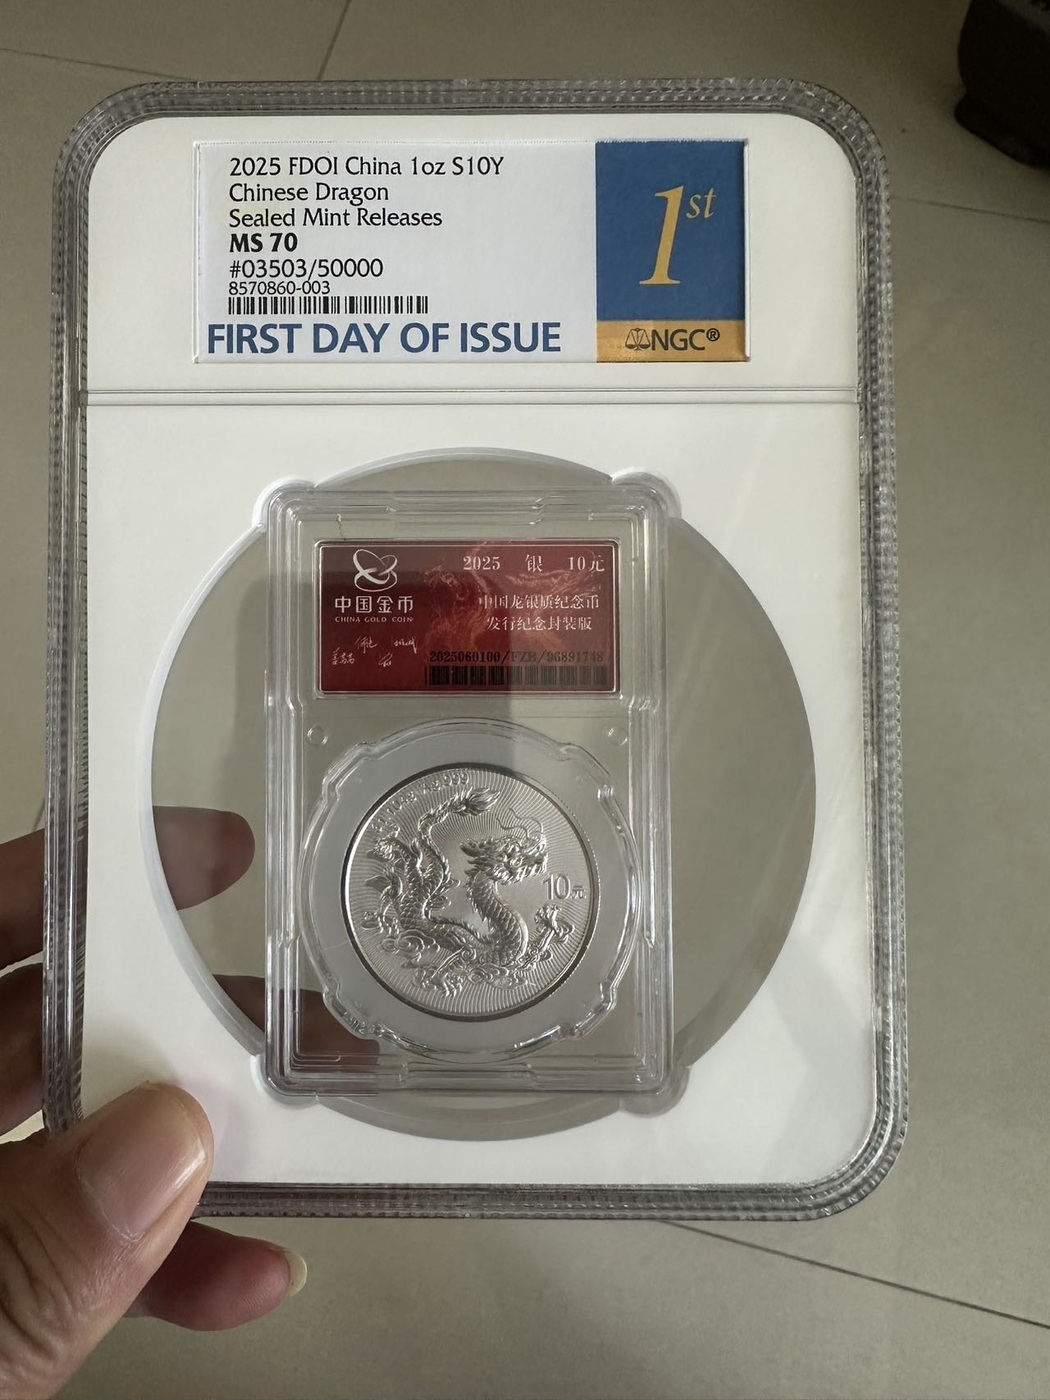 2025 FDOI China 1oz S10Y
Chinese Dragon
Sealed Mint Releases
MS 70
#03503/50000
8570860-003
FIRST DAY OF ISSUE
1st
NGC®
2025 银 10元
中国金币
CHINA GOLD COIN
中国龙银质纪念币
发行纪念封装版
2025060100/FZB/96891748
Ag 999
10元